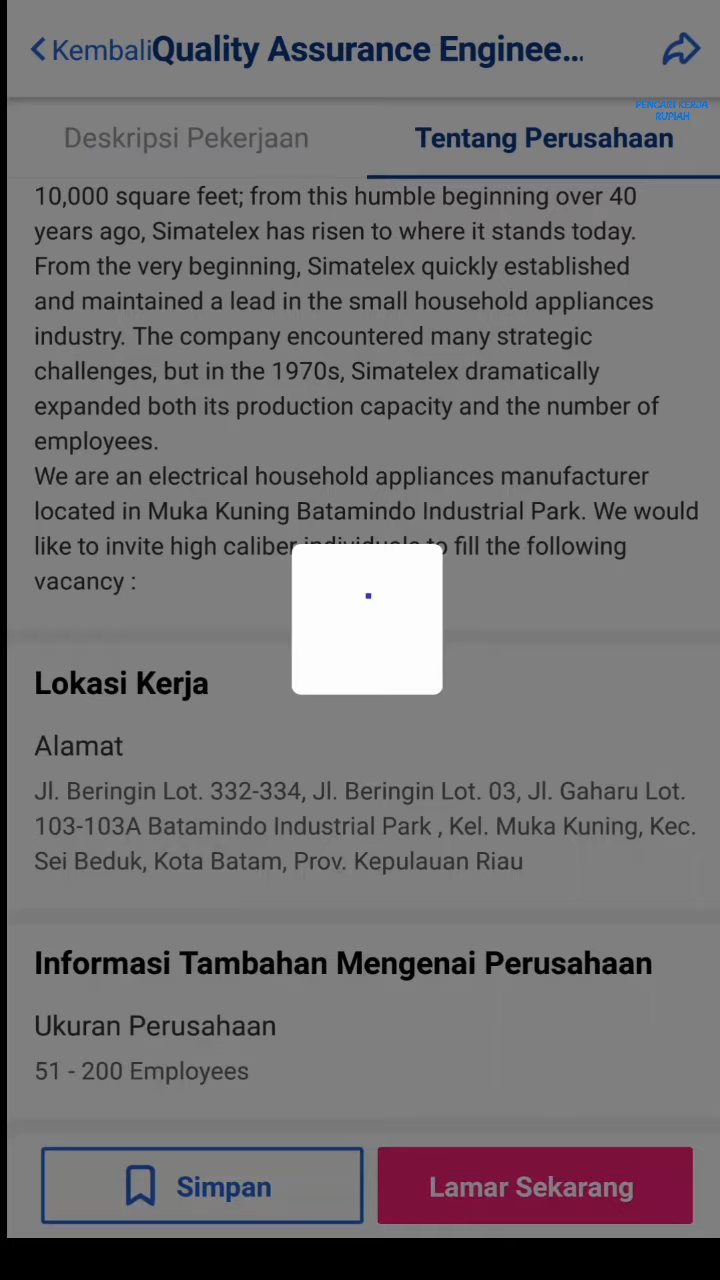 Kembali
Quality Assurance Enginee...
PENCARI KERJA
RUPIAH
Deskripsi Pekerjaan
Tentang Perusahaan
10,000 square feet; from this humble beginning over 40
years ago, Simatelex has risen to where it stands today.
From the very beginning, Simatelex quickly established
and maintained a lead in the small household appliances
industry. The company encountered many strategic
challenges, but in the 1970s, Simatelex dramatically
expanded both its production capacity and the number of
employees.
We are an electrical household appliances manufacturer
located in Muka Kuning Batamindo Industrial Park. We would
like to invite high caliber individuals to fill the following
vacancy :
Lokasi Kerja
Alamat
Jl. Beringin Lot. 332-334, Jl. Beringin Lot. 03, Jl. Gaharu Lot.
103-103A Batamindo Industrial Park , Kel. Muka Kuning, Kec.
Sei Beduk, Kota Batam, Prov. Kepulauan Riau
Informasi Tambahan Mengenai Perusahaan
Ukuran Perusahaan
51 - 200 Employees
Simpan
Lamar Sekarang